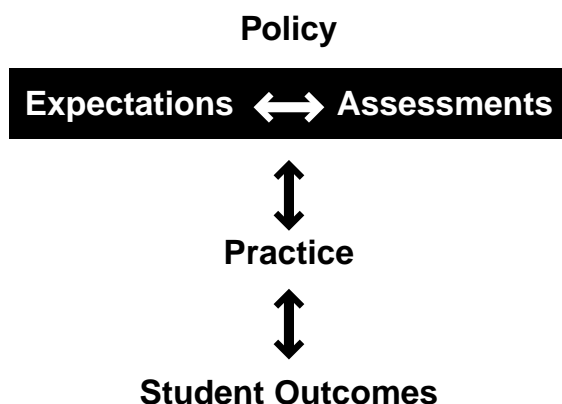 Policy
Expectations Assessments
Practice
Student Outcomes